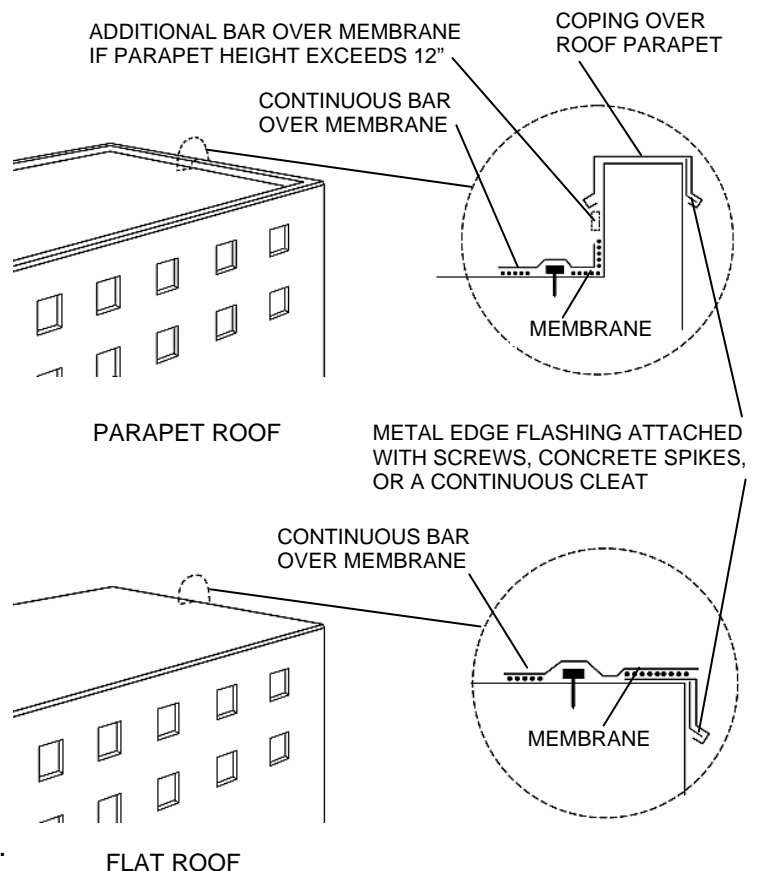 ADDITIONAL BAR OVER MEMBRANE
IF PARAPET HEIGHT EXCEEDS 12”
COPING OVER
ROOF PARAPET
CONTINUOUS BAR
OVER MEMBRANE
MEMBRANE
PARAPET ROOF
METAL EDGE FLASHING ATTACHED
WITH SCREWS, CONCRETE SPIKES,
OR A CONTINUOUS CLEAT
CONTINUOUS BAR
OVER MEMBRANE
MEMBRANE
.
FLAT ROOF